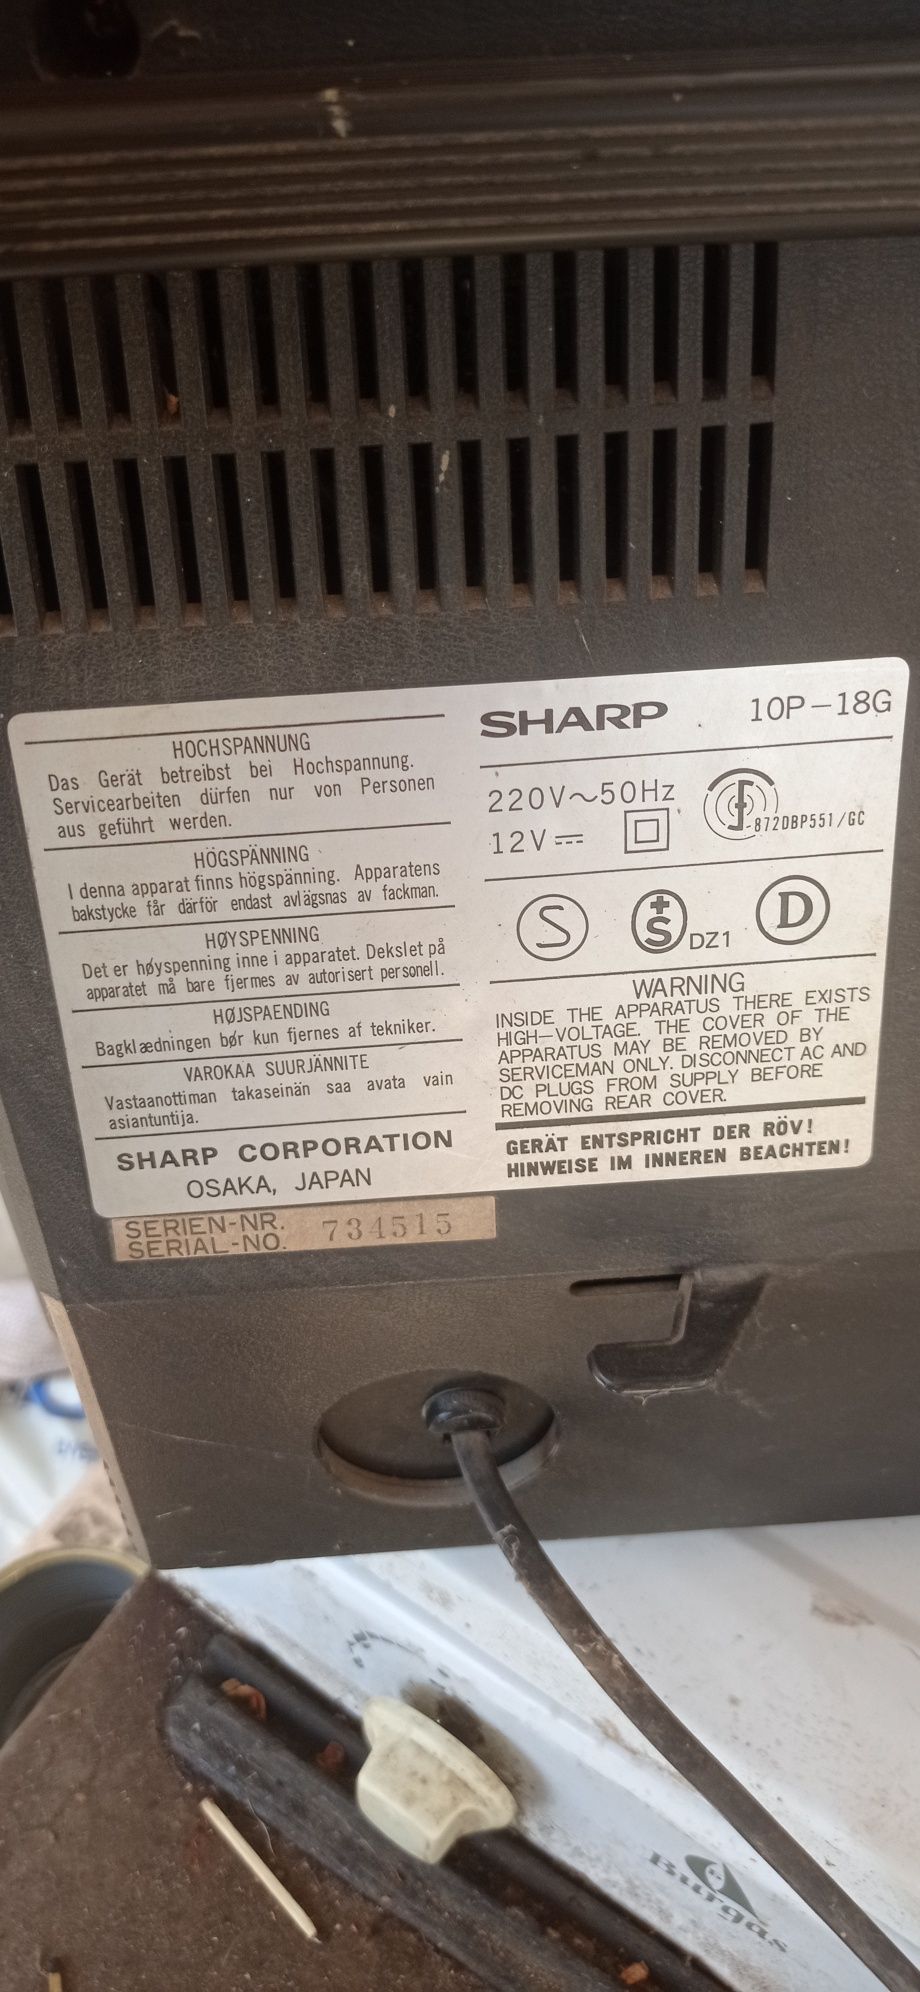 HOCHSPANNUNG
Das Gerät betreibst bei Hochspannung.
Servicearbeiten dürfen nur von Personen
aus geführt werden.
HÖGSPÄNNING
I denna apparat finns högspänning. Apparatens
bakstycke får därför endast avlägsnas av fackman.
HØYSPENNING
Det er høyspenning inne i apparatet. Dekslet på
apparatet må bare fjermes av autorisert personell.
HØJSPAENDING
Bagklædningen bør kun fjernes af tekniker.
VAROKAA SUURJÄNNITE
Vastaanottiman takaseinän saa avata vain
asiantuntija.
SHARP CORPORATION
OSAKA, JAPAN
SHARP 10P-18G
220V~50Hz
12V⎓
F-872DBP551/GC
S +S DZ1 D
WARNING
INSIDE THE APPARATUS THERE EXISTS
HIGH-VOLTAGE. THE COVER OF THE
APPARATUS MAY BE REMOVED BY
SERVICEMAN ONLY. DISCONNECT AC AND
DC PLUGS FROM SUPPLY BEFORE
REMOVING REAR COVER.
GERÄT ENTSPRICHT DER RÖV!
HINWEISE IM INNEREN BEACHTEN!
SERIEN-NR.
SERIAL-NO. 734515
Burgas